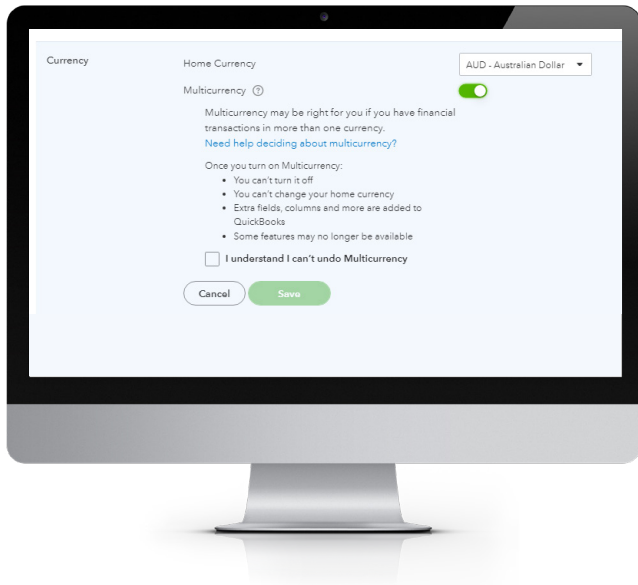 Currency
Home Currency
AUD - Australian Dollar
Multicurrency ?
Multicurrency may be right for you if you have financial
transactions in more than one currency.
Need help deciding about multicurrency?
Once you turn on Multicurrency:
• You can't turn it off
• You can't change your home currency
• Extra fields, columns and more are added to
QuickBooks
• Some features may no longer be available
I understand I can't undo Multicurrency
Cancel
Save